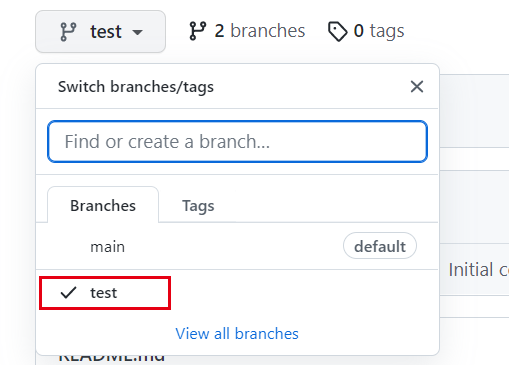 test 2 branches 0 tags
Switch branches/tags
Find or create a branch...
Branches Tags
main default
Initial c
test
View all branches
README.md